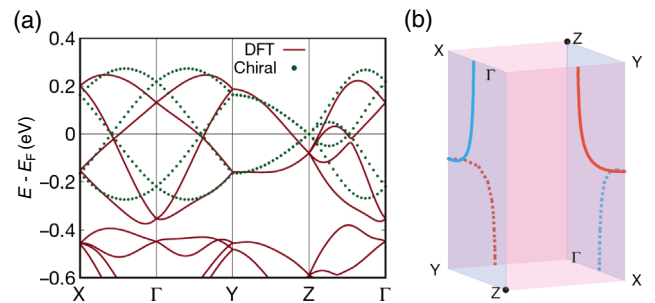 (a)
E - E_F (eV)
0.4
0.2
0
−0.2
−0.4
−0.6
DFT
Chiral
X Γ Y Z Γ
(b)
Z
X
Γ
Y
Y
Γ
X
Z